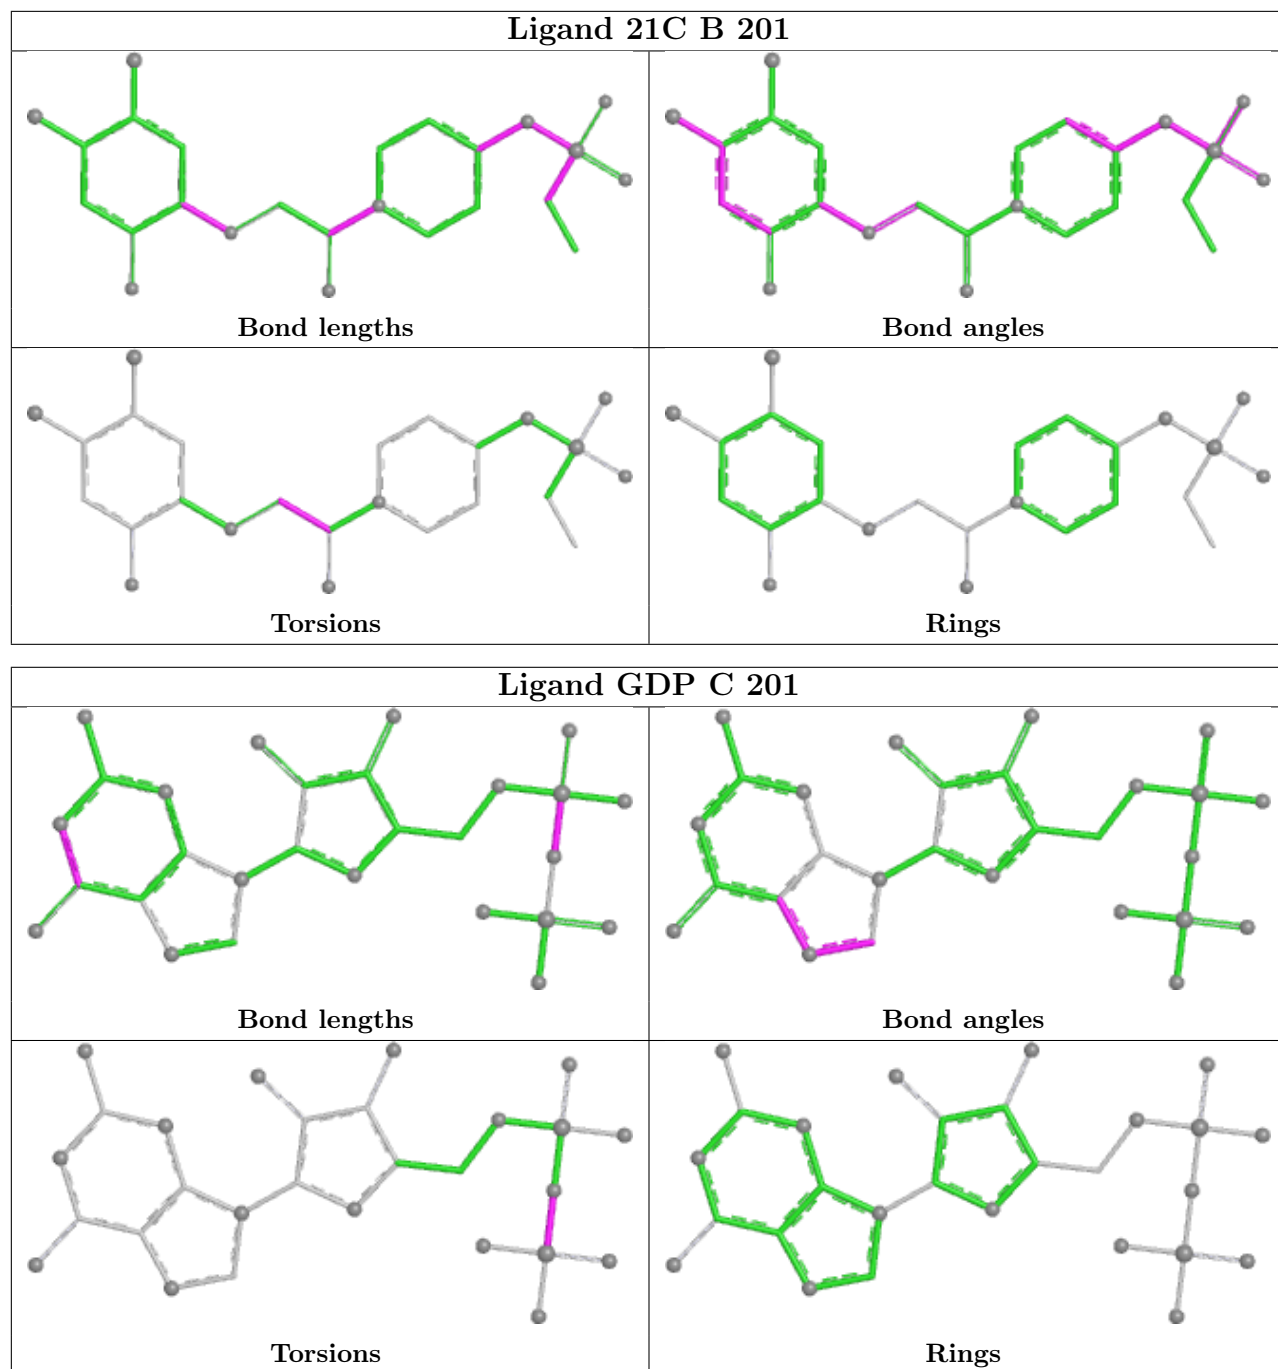 Ligand 21C B 201
Bond lengths
Bond angles
Torsions
Rings
Ligand GDP C 201
Bond lengths
Bond angles
Torsions
Rings